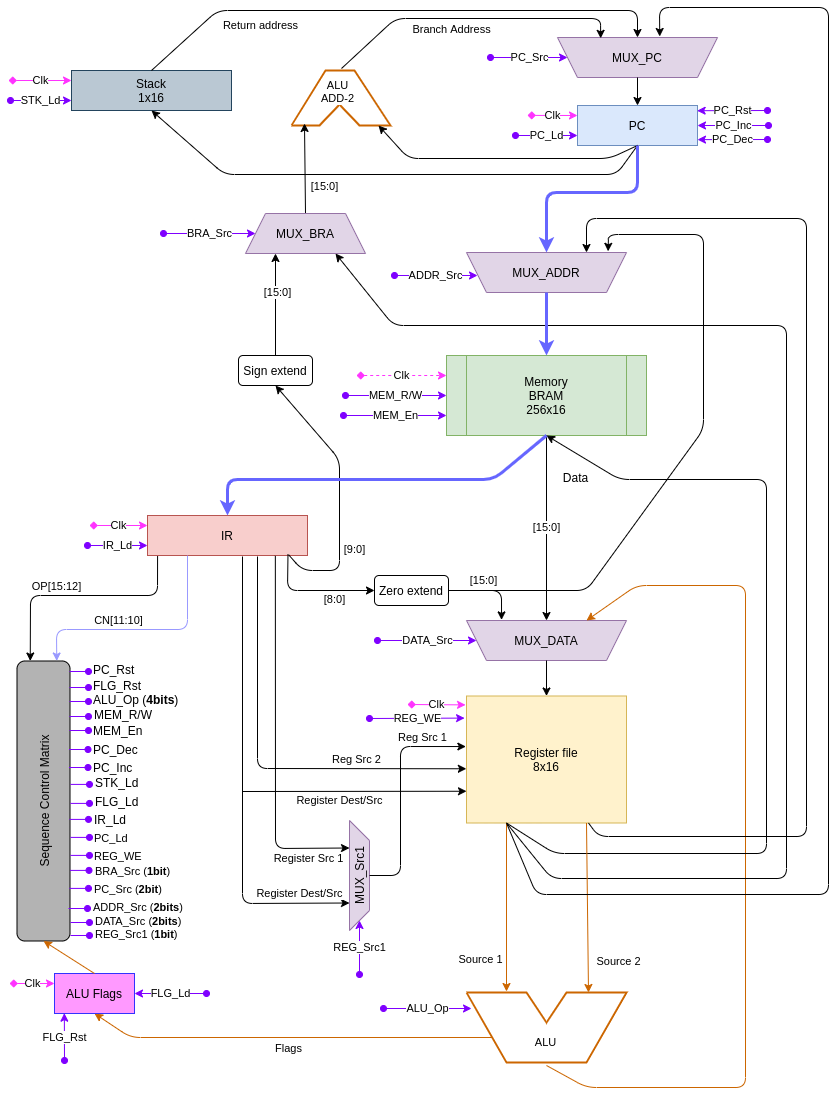 Return address
Branch Address
PC_Src
MUX_PC
Clk
STK_Ld
Stack
1x16
ALU
ADD-2
Clk
PC_Ld
PC
PC_Rst
PC_Inc
PC_Dec
[15:0]
BRA_Src
MUX_BRA
ADDR_Src
MUX_ADDR
[15:0]
Sign extend
Clk
MEM_R/W
MEM_En
Memory
BRAM
256x16
Data
Clk
IR_Ld
IR
[15:0]
[9:0]
OP[15:12]
CN[11:10]
[8:0]
Zero extend
[15:0]
DATA_Src
MUX_DATA
Sequence Control Matrix
PC_Rst
FLG_Rst
ALU_Op (4bits)
MEM_R/W
MEM_En
PC_Dec
PC_Inc
STK_Ld
FLG_Ld
IR_Ld
PC_Ld
REG_WE
BRA_Src (1bit)
PC_Src (2bit)
ADDR_Src (2bits)
DATA_Src (2bits)
REG_Src1 (1bit)
Clk
REG_WE
Reg Src 1
Reg Src 2
Register Dest/Src
Register file
8x16
Register Src 1
Register Dest/Src
MUX_Src1
REG_Src1
Source 1
Source 2
Clk
ALU Flags
FLG_Ld
FLG_Rst
ALU_Op
ALU
Flags